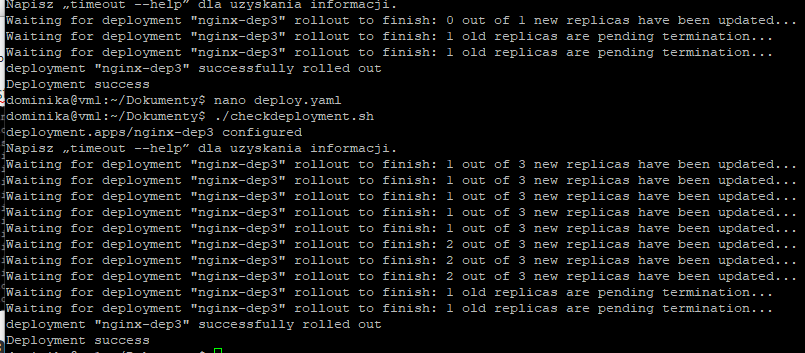 Napisz „timeout --help” dla uzyskania informacji.
Waiting for deployment "nginx-dep3" rollout to finish: 0 out of 1 new replicas have been updated...
Waiting for deployment "nginx-dep3" rollout to finish: 1 old replicas are pending termination...
Waiting for deployment "nginx-dep3" rollout to finish: 1 old replicas are pending termination...
deployment "nginx-dep3" successfully rolled out
Deployment success
dominika@vm1:~/Dokumenty$ nano deploy.yaml
dominika@vm1:~/Dokumenty$ ./checkdeployment.sh
deployment.apps/nginx-dep3 configured
Napisz „timeout --help” dla uzyskania informacji.
Waiting for deployment "nginx-dep3" rollout to finish: 1 out of 3 new replicas have been updated...
Waiting for deployment "nginx-dep3" rollout to finish: 1 out of 3 new replicas have been updated...
Waiting for deployment "nginx-dep3" rollout to finish: 1 out of 3 new replicas have been updated...
Waiting for deployment "nginx-dep3" rollout to finish: 1 out of 3 new replicas have been updated...
Waiting for deployment "nginx-dep3" rollout to finish: 1 out of 3 new replicas have been updated...
Waiting for deployment "nginx-dep3" rollout to finish: 2 out of 3 new replicas have been updated...
Waiting for deployment "nginx-dep3" rollout to finish: 2 out of 3 new replicas have been updated...
Waiting for deployment "nginx-dep3" rollout to finish: 2 out of 3 new replicas have been updated...
Waiting for deployment "nginx-dep3" rollout to finish: 1 old replicas are pending termination...
Waiting for deployment "nginx-dep3" rollout to finish: 1 old replicas are pending termination...
deployment "nginx-dep3" successfully rolled out
Deployment success